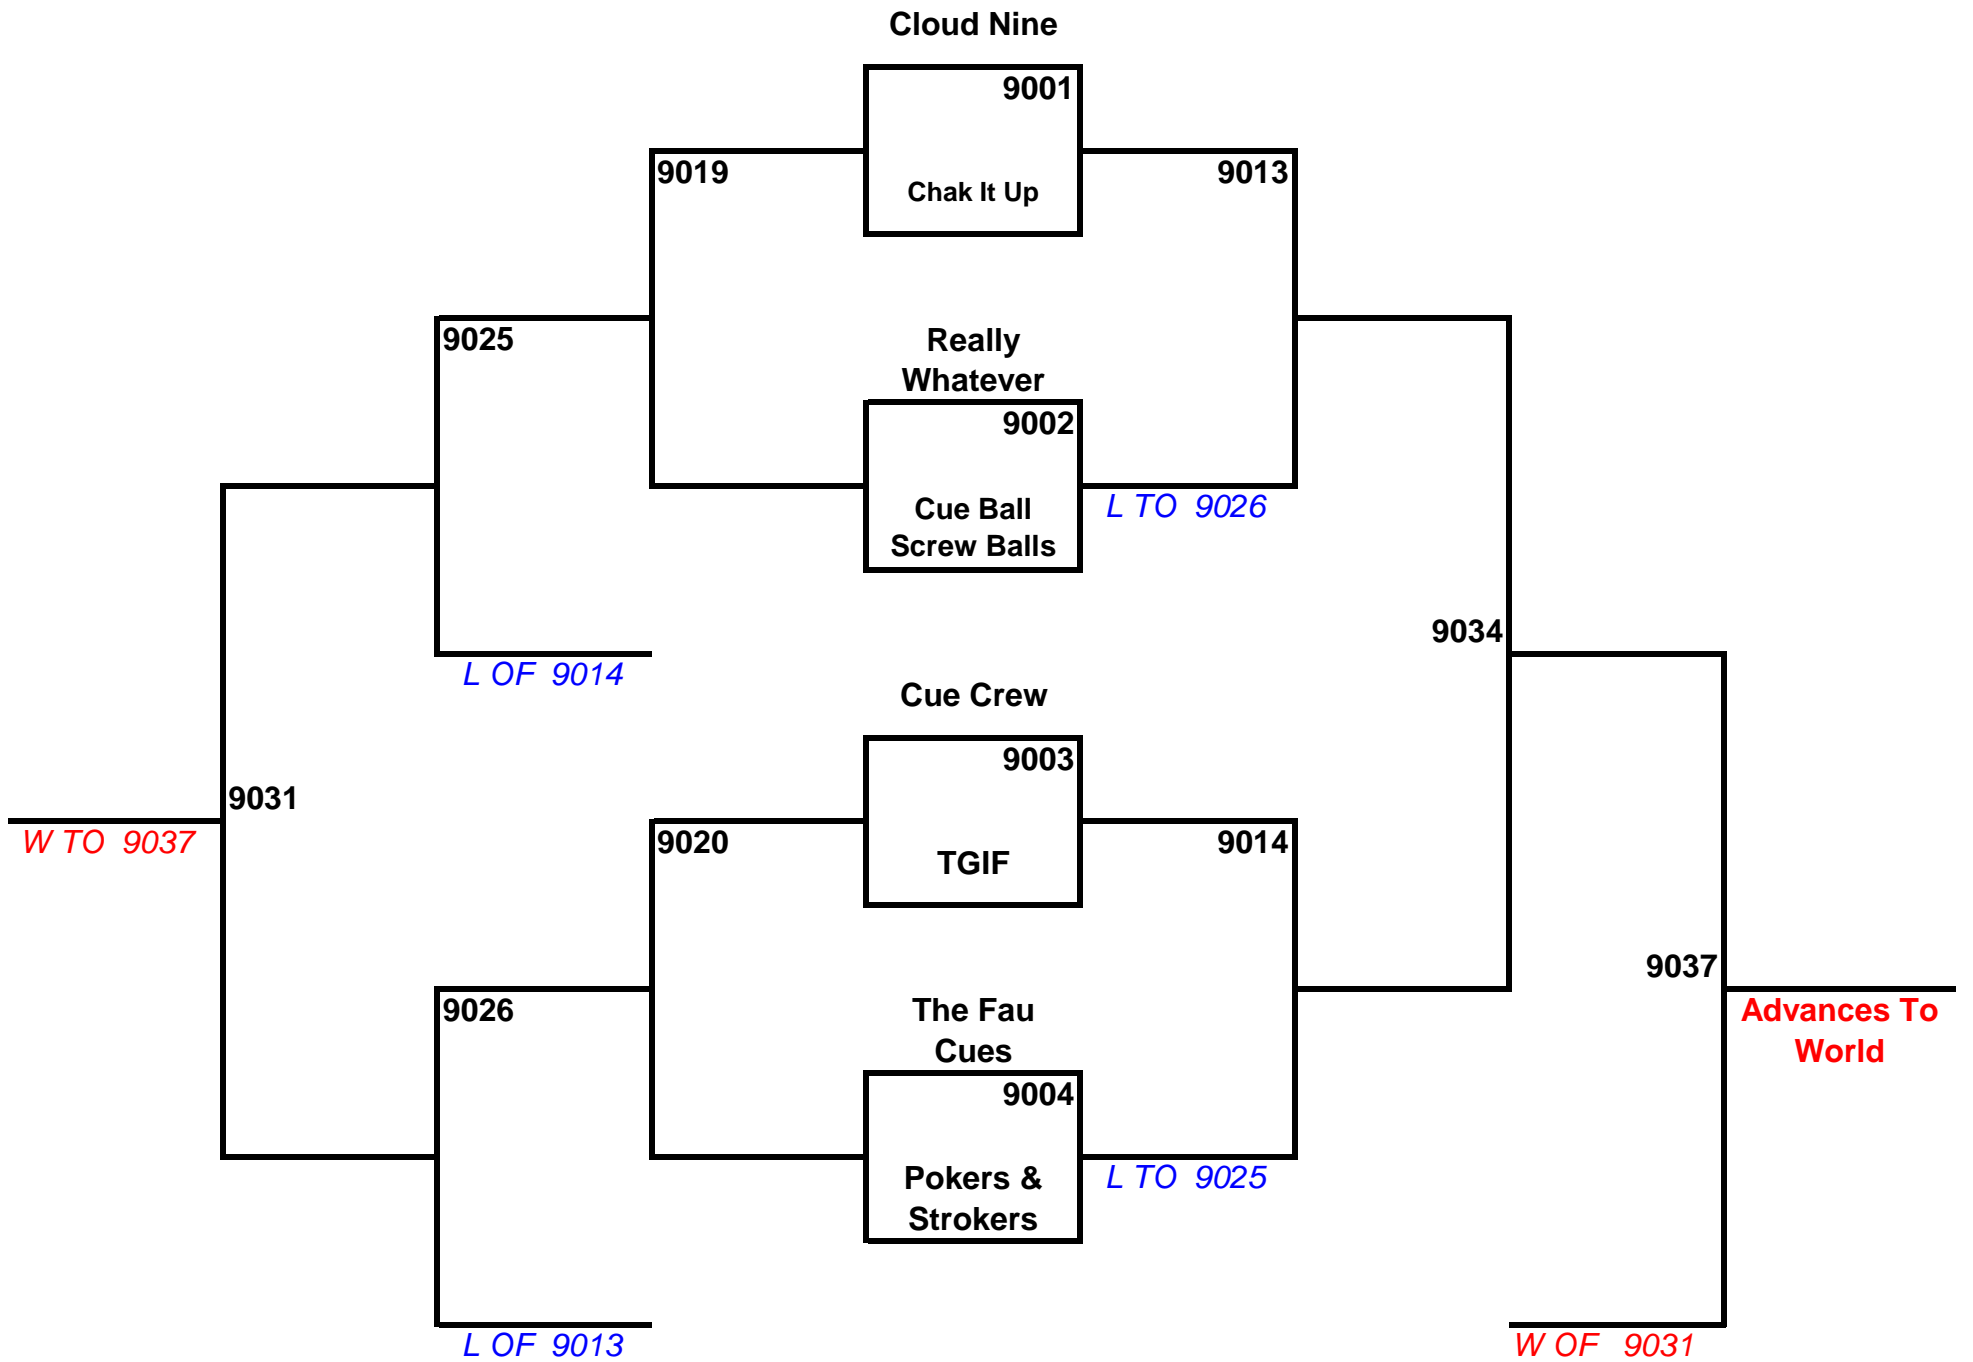 Cloud Nine
9001
9019
9013
Chak It Up
9025
Really
Whatever
9002
Cue Ball
Screw Balls
L TO 9026
9034
L OF 9014
Cue Crew
9003
9031
W TO 9037
9020
9014
TGIF
9037
9026
The Fau
Cues
Advances To
World
9004
Pokers &
Strokers
L TO 9025
L OF 9013
W OF 9031